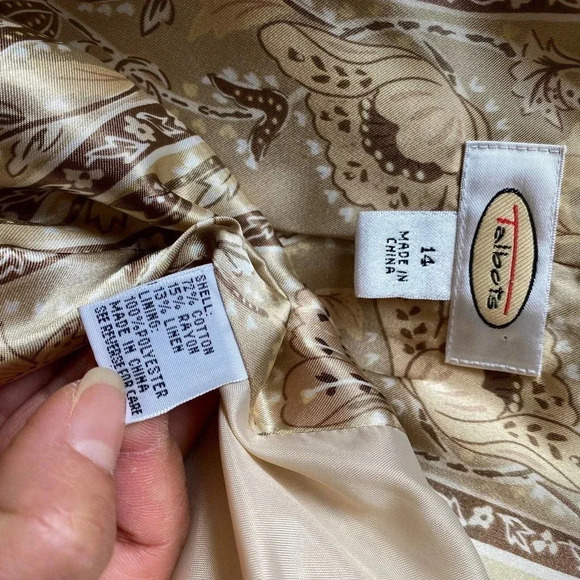 SHELL:
72% COTTON
15% RAYON
13% LINEN
LINING:
100% POLYESTER
MADE IN CHINA
SEE REVERSE FOR CARE
14
MADE IN
CHINA
Talbots